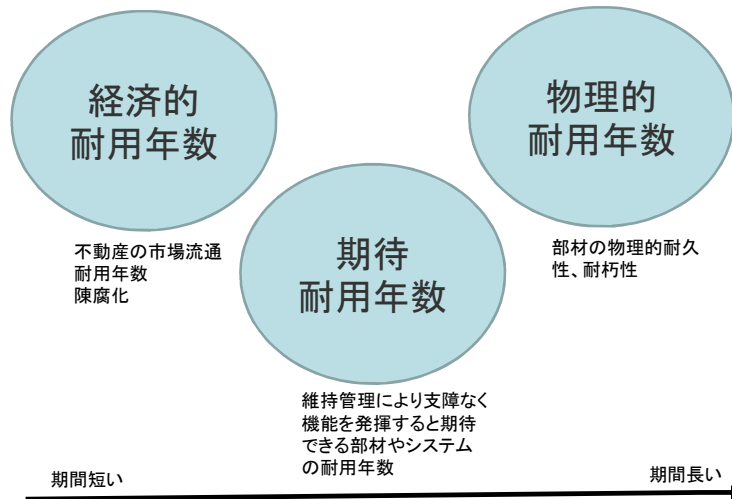 経済的
耐用年数
不動産の市場流通
耐用年数
陳腐化
期待
耐用年数
維持管理により支障なく
機能を発揮すると期待
できる部材やシステム
の耐用年数
物理的
耐用年数
部材の物理的耐久
性、耐朽性
期間短い
期間長い